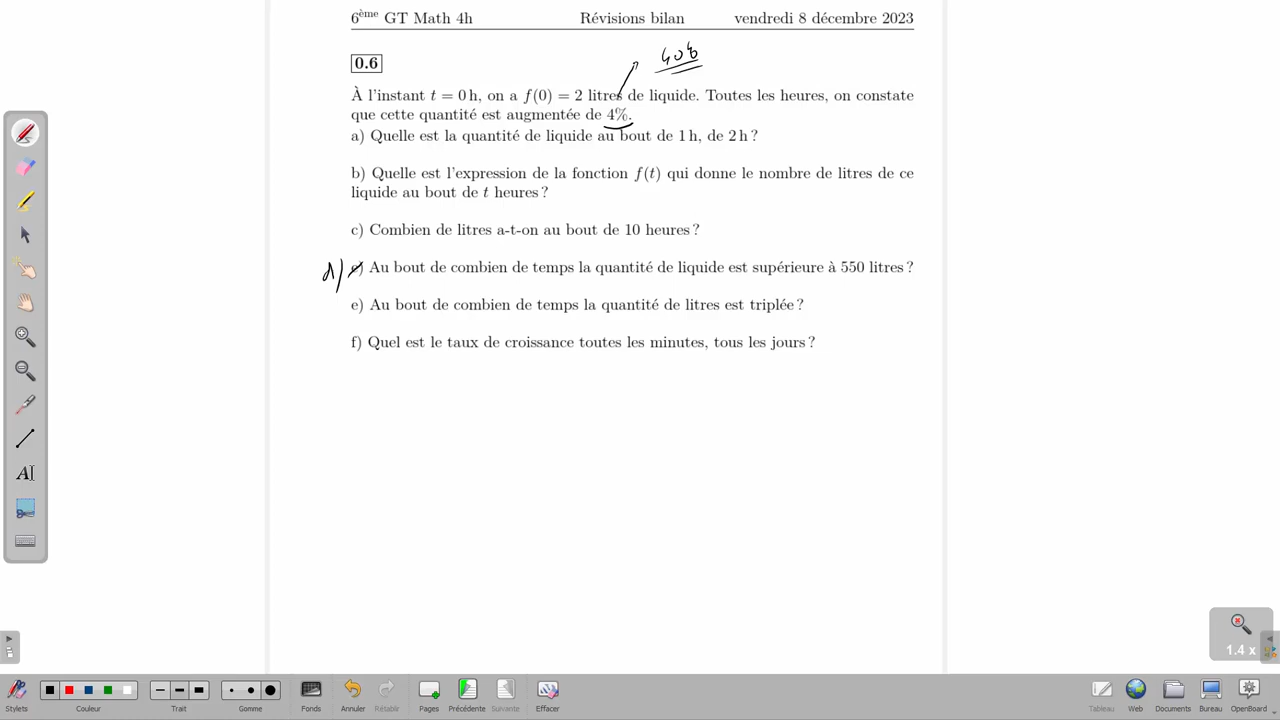 6ème GT Math 4h Révisions bilan vendredi 8 décembre 2023
0.6
À l'instant t = 0 h, on a f(0) = 2 litres de liquide. Toutes les heures, on constate
que cette quantité est augmentée de 4%.
a) Quelle est la quantité de liquide au bout de 1 h, de 2 h ?
b) Quelle est l'expression de la fonction f(t) qui donne le nombre de litres de ce
liquide au bout de t heures ?
c) Combien de litres a-t-on au bout de 10 heures ?
d) Au bout de combien de temps la quantité de liquide est supérieure à 550 litres ?
e) Au bout de combien de temps la quantité de litres est triplée ?
f) Quel est le taux de croissance toutes les minutes, tous les jours ?
AI
1.4 x
Stylets Couleur Trait Gomme Fonds Annuler Rétablir Pages Précédente Suivante Effacer Tableau Web Documents Bureau OpenBoard